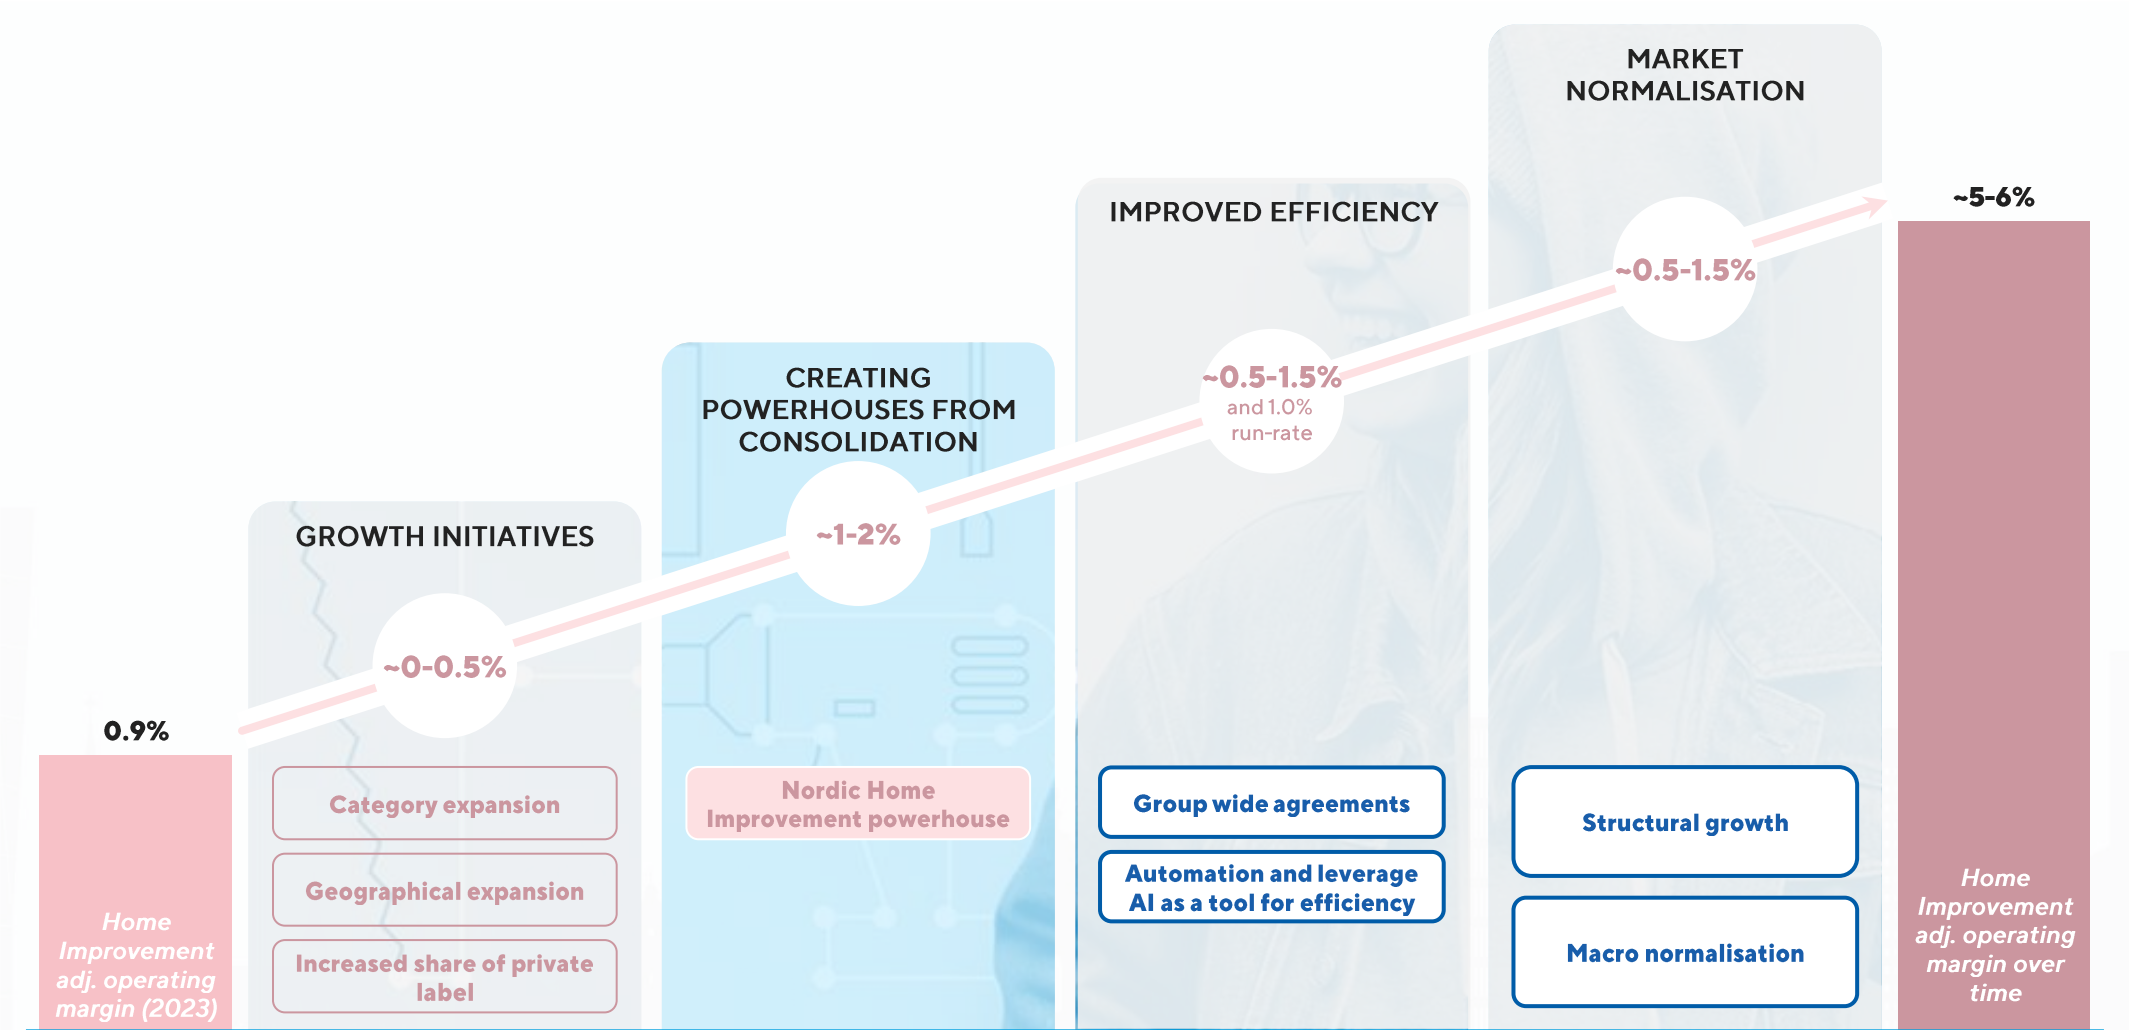 0.9%
Home
Improvement
adj. operating
margin (2023)
GROWTH INITIATIVES
~0-0.5%
Category expansion
Geographical expansion
Increased share of private
label
CREATING
POWERHOUSES FROM
CONSOLIDATION
~1-2%
Nordic Home
Improvement powerhouse
IMPROVED EFFICIENCY
~0.5-1.5%
and 1.0%
run-rate
Group wide agreements
Automation and leverage
AI as a tool for efficiency
MARKET
NORMALISATION
~0.5-1.5%
Structural growth
Macro normalisation
~5-6%
Home
Improvement
adj. operating
margin over
time